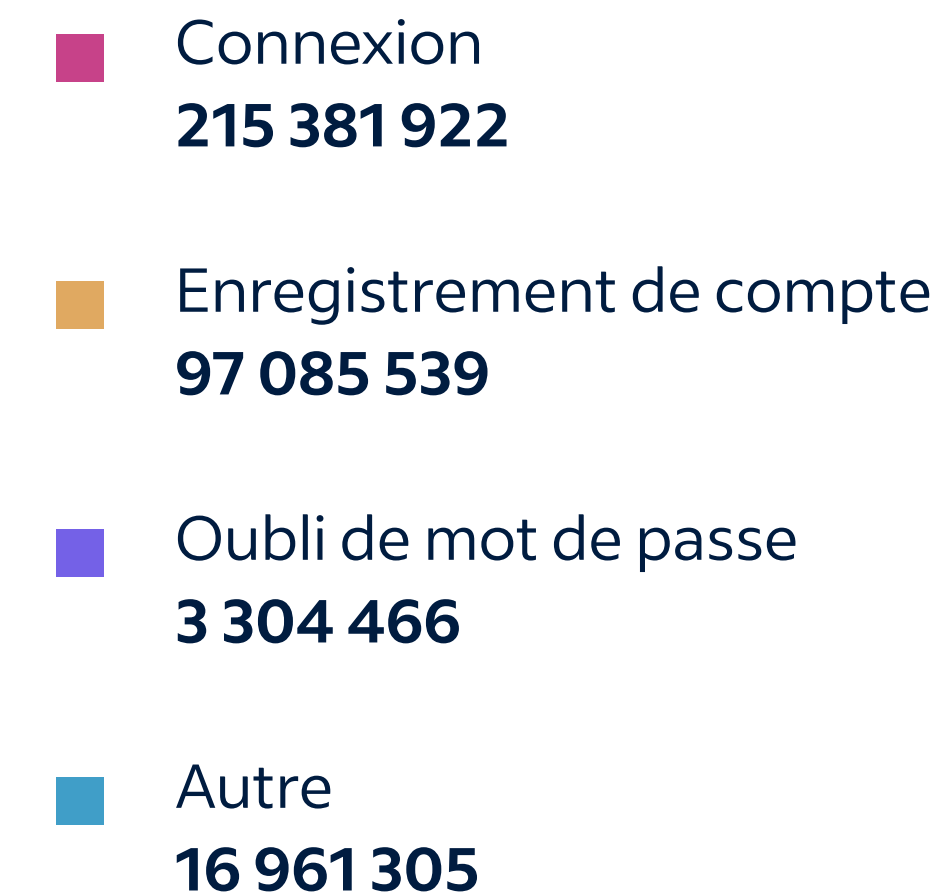 Connexion
215 381 922
Enregistrement de compte
97 085 539
Oubli de mot de passe
3 304 466
Autre
16 961 305